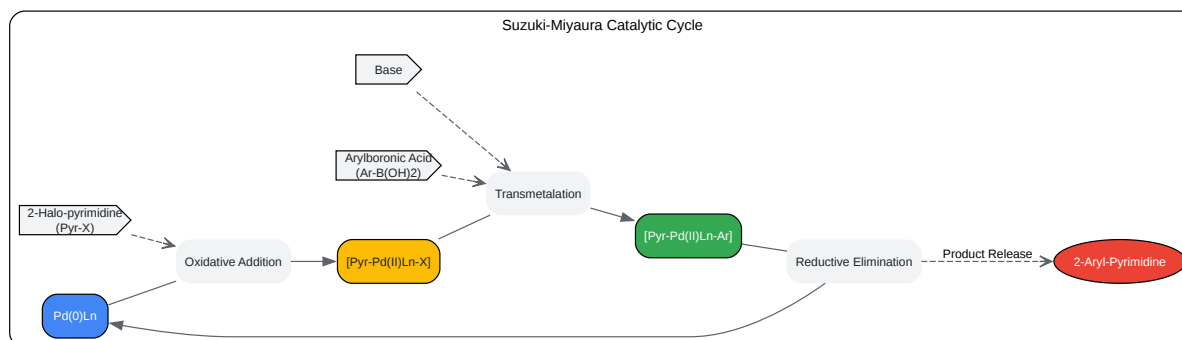 Suzuki-Miyaura Catalytic Cycle
Base
Arylboronic Acid
(Ar-B(OH)2)
Transmetalation
2-Halo-pyrimidine
(Pyr-X)
[Pyr-Pd(II)Ln-Ar]
Oxidative Addition
[Pyr-Pd(II)Ln-X]
Reductive Elimination
Product Release
2-Aryl-Pyrimidine
Pd(0)Ln